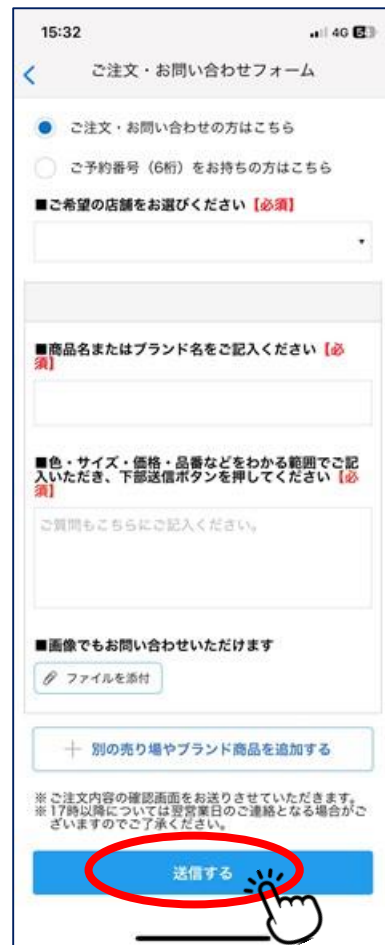 15:32
4G
ご注文・お問い合わせフォーム
ご注文・お問い合わせの方はこちら
ご予約番号（6桁）をお持ちの方はこちら
■ご希望の店舗をお選びください【必須】
■商品名またはブランド名をご記入ください【必
須】
■色・サイズ・価格・品番などをわかる範囲でご記
入いただき、下部送信ボタンを押してください【必
須】
ご質問もこちらにご記入ください。
■画像でもお問い合わせいただけます
ファイルを添付
＋ 別の売り場やブランド商品を追加する
※ご注文内容の確認画面をお送りさせていただきます。
※17時以降については翌営業日のご連絡となる場合がご
ざいますのでご了承ください。
送信する